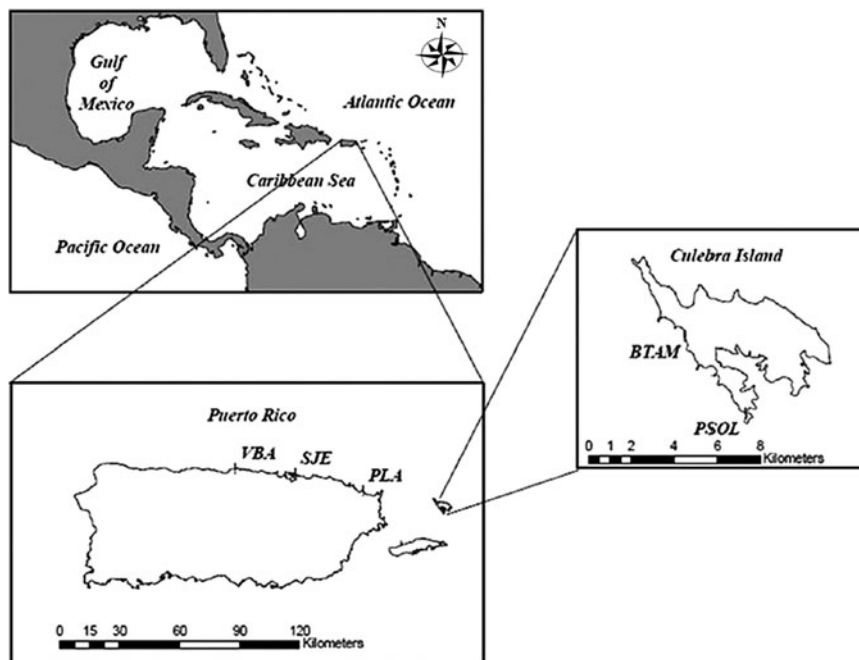 N
Gulf
of
Mexico
Atlantic Ocean
Caribbean Sea
Pacific Ocean
Culebra Island
BTAM
PSOL
0 1 2 4 6 8
Kilometers
Puerto Rico
VBA
SJE
PLA
0 15 30 60 90 120
Kilometers